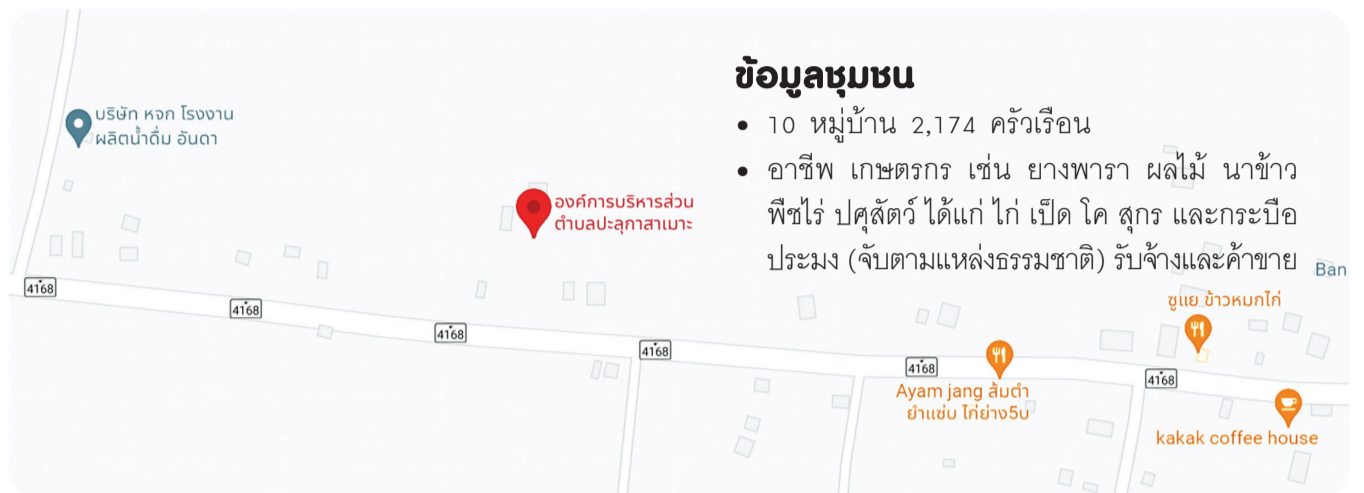 ข้อมูลชุมชน
• 10 หมู่บ้าน 2,174 ครัวเรือน
• อาชีพ เกษตรกร เช่น ยางพารา ผลไม้ นาข้าว
พืชไร่ ปศุสัตว์ ได้แก่ ไก่ เป็ด โค สุกร และกระบือ
ประมง (จับตามแหล่งธรรมชาติ) รับจ้างและค้าขาย
บริษัท หจก โรงงาน
ผลิตน้ำดื่ม อันดา
องค์การบริหารส่วน
ตำบลปะลุกาสาเมาะ
Ban
ซูแย ข้าวหมกไก่
4168
4168
4168
4168
4168
4168
Ayam jang ส้มตำ
ยำแซ่บ ไก่ย่าง5บ
kakak coffee house